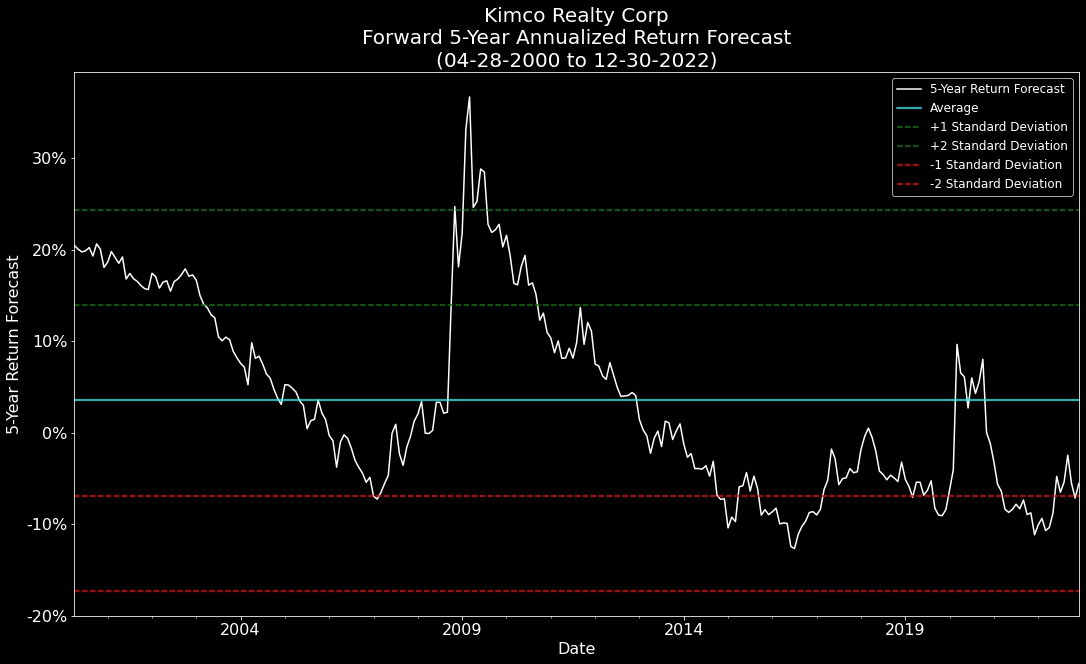 Kimco Realty Corp
Forward 5-Year Annualized Return Forecast
(04-28-2000 to 12-30-2022)
5-Year Return Forecast
Average
+1 Standard Deviation
+2 Standard Deviation
-1 Standard Deviation
-2 Standard Deviation
5-Year Return Forecast
30%
20%
10%
0%
-10%
-20%
2004
2009
2014
2019
Date